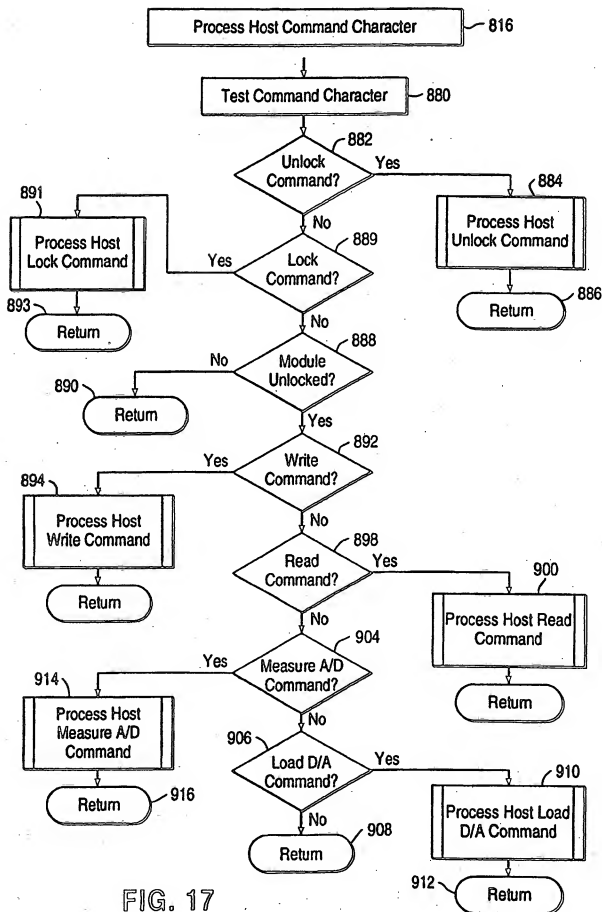 Process Host Command Character
816
Test Command Character
880
882
Unlock
Command?
Yes
884
Process Host
Unlock Command
No
891
889
Process Host
Lock Command
Yes
Lock
Command?
893
Return
Return
886
No
888
No
Module
Unlocked?
890
Return
Yes
892
Yes
Write
Command?
894
Process Host
Write Command
No
898
Read
Command?
Yes
900
Return
Process Host Read
Command
No
904
Yes
Measure A/D
Command?
914
Process Host
Measure A/D
Command
Return
No
906
Load D/A
Command?
Yes
910
Return
916
Process Host Load
D/A Command
No
908
Return
912
Return
FIG. 17